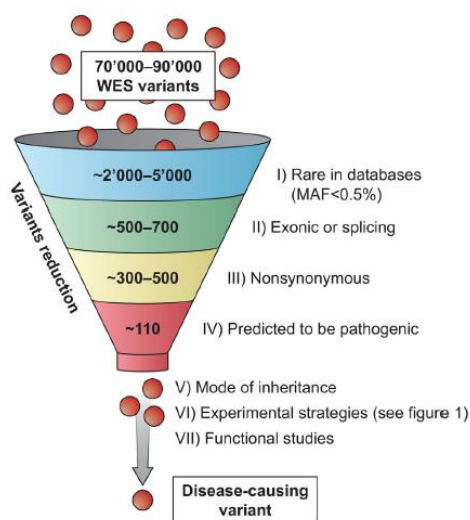 70’000–90’000
WES variants
Variants reduction
~2’000–5’000
I) Rare in databases
(MAF<0.5%)
~500–700
II) Exonic or splicing
~300–500
III) Nonsynonymous
~110
IV) Predicted to be pathogenic
V) Mode of inheritance
VI) Experimental strategies (see figure 1)
VII) Functional studies
Disease-causing
variant